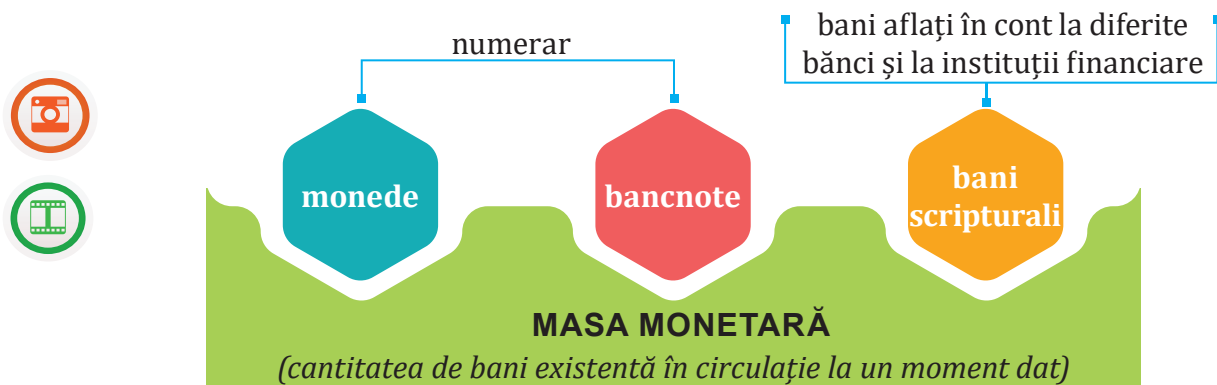 numerar
bani aflați în cont la diferite
bănci și la instituții financiare
monede
bancnote
bani
scripturali
MASA MONETARĂ
(cantitatea de bani existentă în circulație la un moment dat)